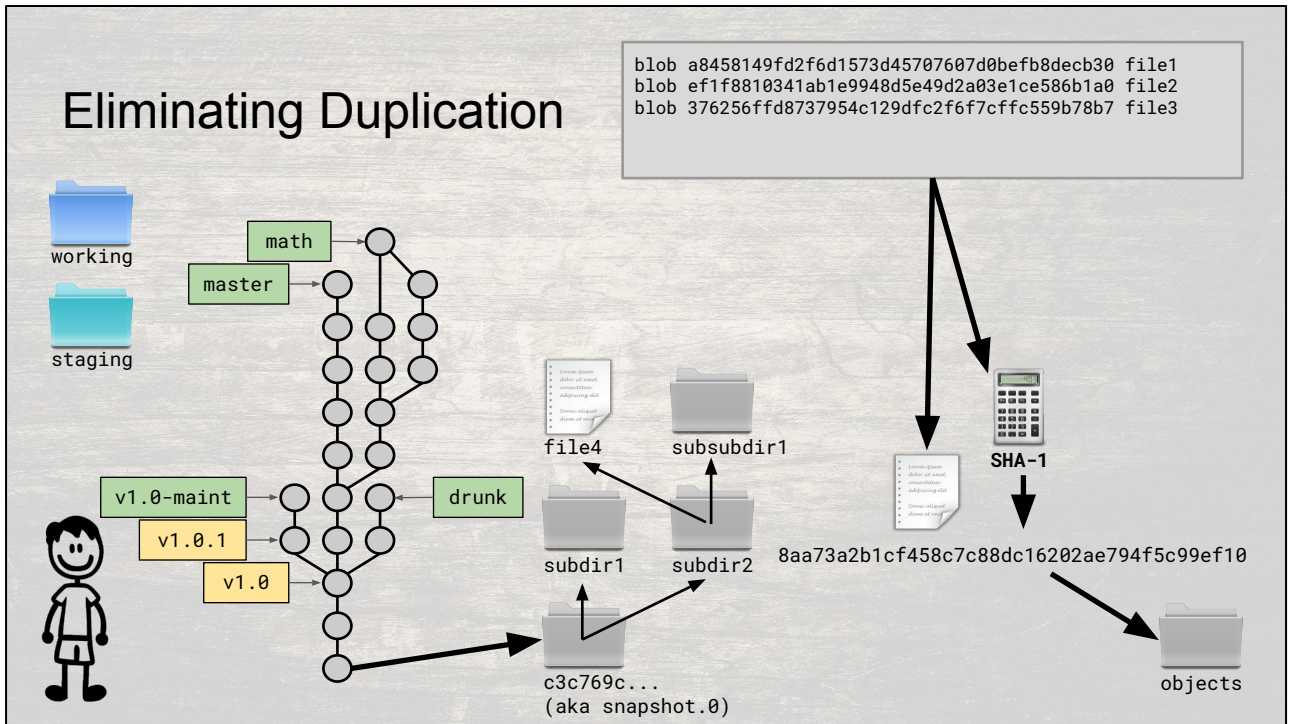 Eliminating Duplication
blob a8458149fd2f6d1573d45707607d0befb8decb30 file1
blob ef1f8810341ab1e9948d5e49d2a03e1ce586b1a0 file2
blob 376256ffd8737954c129dfc2f6f7cffc559b78b7 file3
working
staging
math
master
v1.0-maint
v1.0.1
v1.0
drunk
file4
subsubdir1
subdir1
subdir2
c3c769c...
(aka snapshot.0)
SHA-1
8aa73a2b1cf458c7c88dc16202ae794f5c99ef10
objects